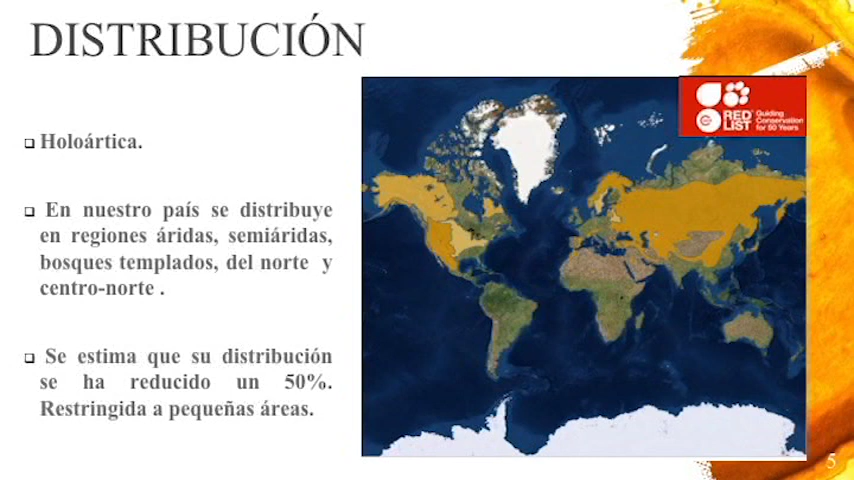 DISTRIBUCIÓN
RED
LIST
Guiding
Conservation
for 50 Years
Holoártica.
En nuestro país se distribuye
en regiones áridas, semiáridas,
bosques templados, del norte y
centro-norte .
Se estima que su distribución
se ha reducido un 50%.
Restringida a pequeñas áreas.
5